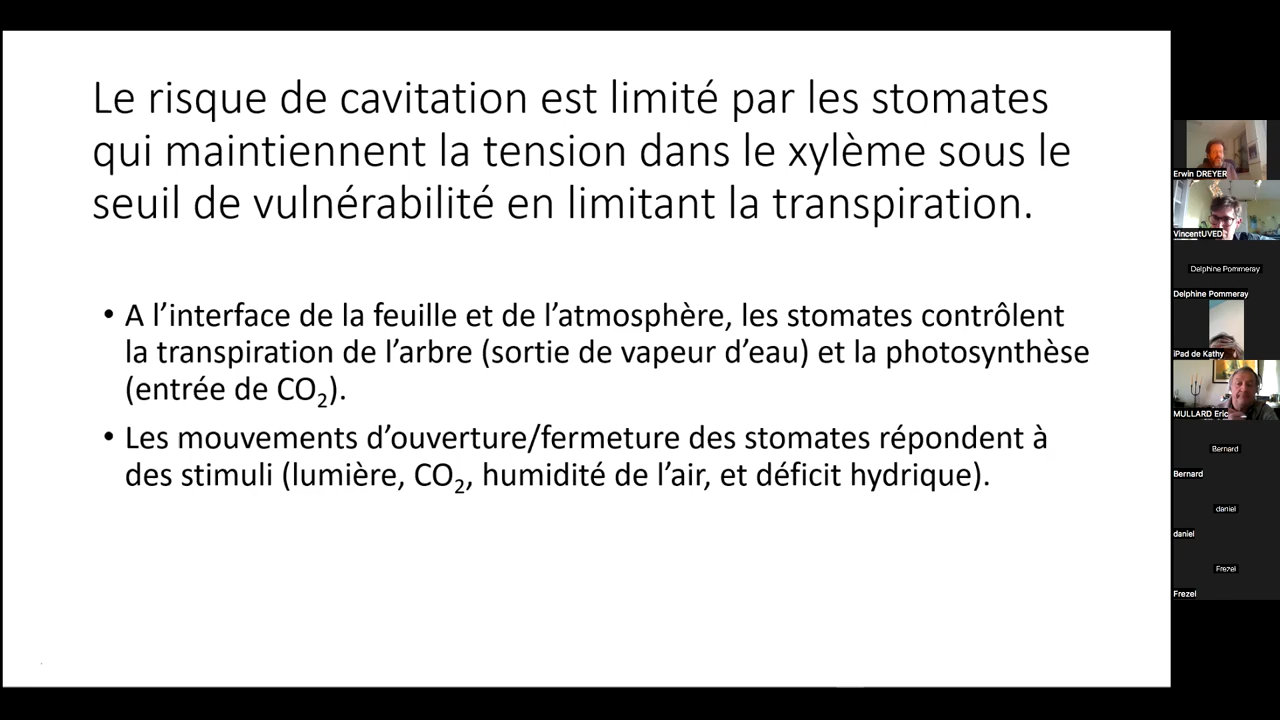 Le risque de cavitation est limité par les stomates
qui maintiennent la tension dans le xylème sous le
seuil de vulnérabilité en limitant la transpiration.
• A l’interface de la feuille et de l’atmosphère, les stomates contrôlent
la transpiration de l’arbre (sortie de vapeur d’eau) et la photosynthèse
(entrée de CO₂).
• Les mouvements d’ouverture/fermeture des stomates répondent à
des stimuli (lumière, CO₂, humidité de l’air, et déficit hydrique).
Erwin DREYER
VincentUVED
Delphine Pommeray
Delphine Pommeray
iPad de Kathy
MULLARD Eric
Bernard
Bernard
daniel
daniel
Frezel
Frezel